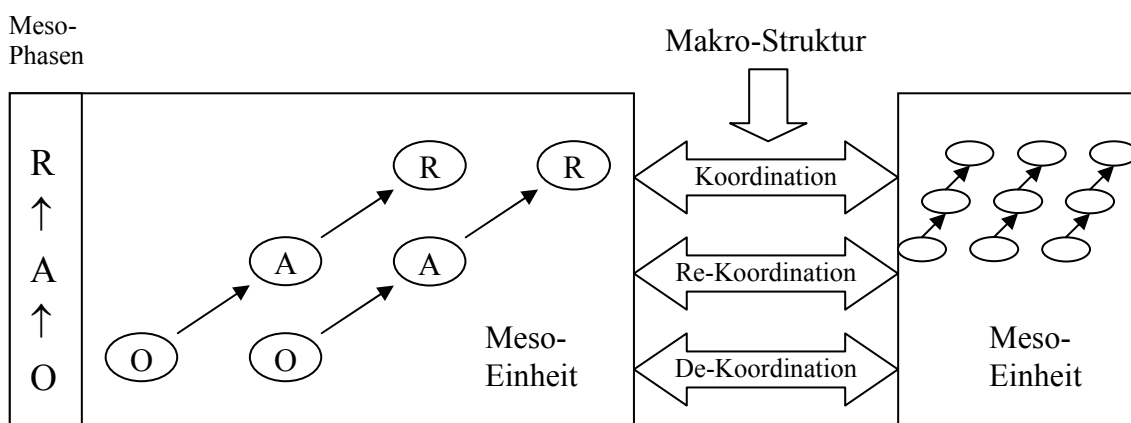 Meso-
Phasen
Makro-Struktur
R
↑
A
↑
O
R
R
A
A
O
O
Meso-
Einheit
Koordination
Re-Koordination
De-Koordination
Meso-
Einheit